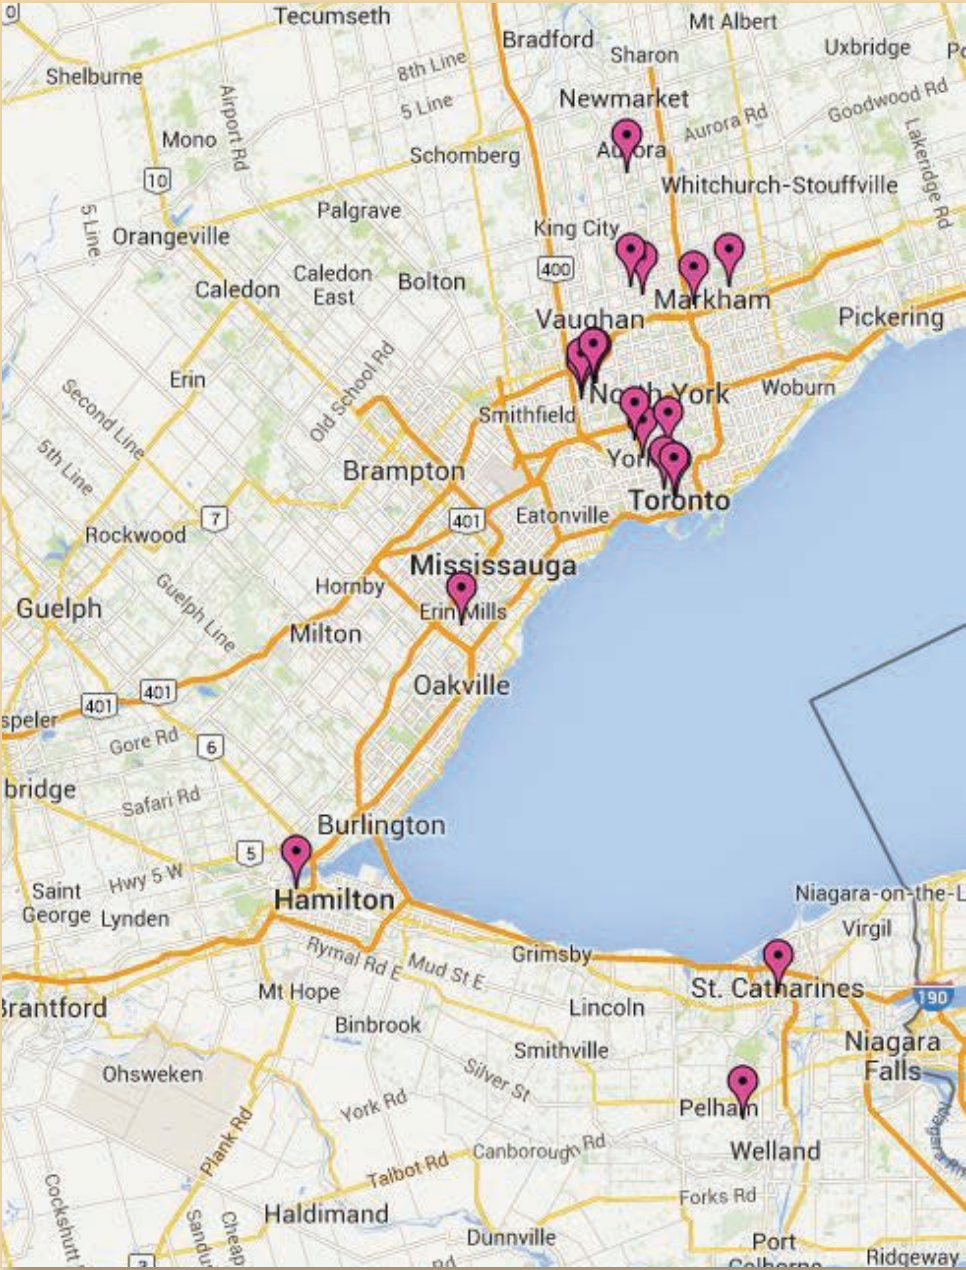 0
Tecumseth
Mt Albert
Bradford
Sharon
Uxbridge
Shelburne
8th Line
Newmarket
Goodwood Rd
5 Line
Airport Rd
Aurora Rd
Mono
Aurora
Lakeridge Rd
Schomberg
10
Whitchurch-Stouffville
Palgrave
5 Line
Orangeville
King City
400
Caledon
East
Caledon
Bolton
Markham
Vaughan
Pickering
Erin
Old School Rd
Woburn
North York
Second Line
Smithfield
5th Line
Brampton
York
Toronto
7
401
Eatonville
Rockwood
Mississauga
Hornby
Guelph
Guelph Line
Erin Mills
Milton
Oakville
401
401
speler
Gore Rd
6
bridge
Safari Rd
Burlington
5
Hwy 5 W
Saint
George
Lynden
Hamilton
Niagara-on-the-L
Virgil
Rymal Rd E
Mud St E
Grimsby
St. Catharines
190
Brantford
Mt Hope
Lincoln
Binbrook
Niagara
Falls
Smithville
Ohsweken
Silver St
York Rd
Pelham
Plank Rd
Canborough Rd
Welland
Talbot Rd
Forks Rd
Haldimand
Dunnville
Port
Colborne
Ridgeway
Cheap
Rd